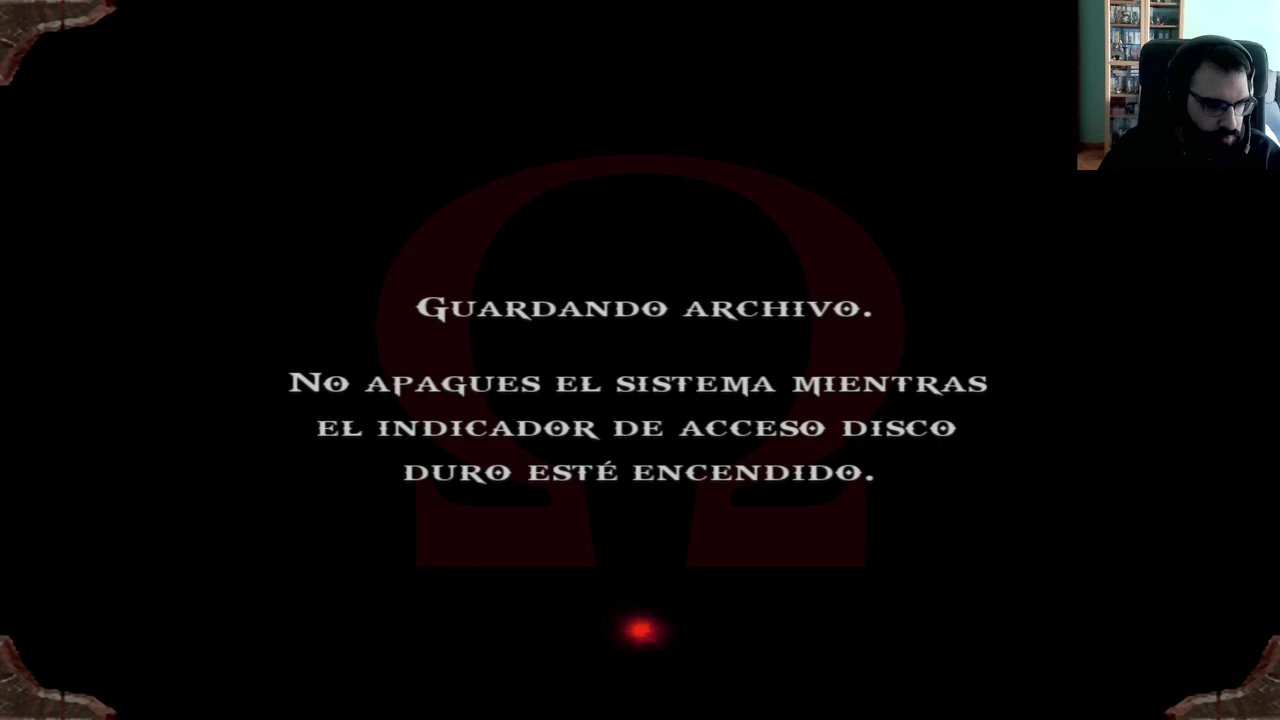 Guardando archivo.
No apagues el sistema mientras
el indicador de acceso disco
duro esté encendido.